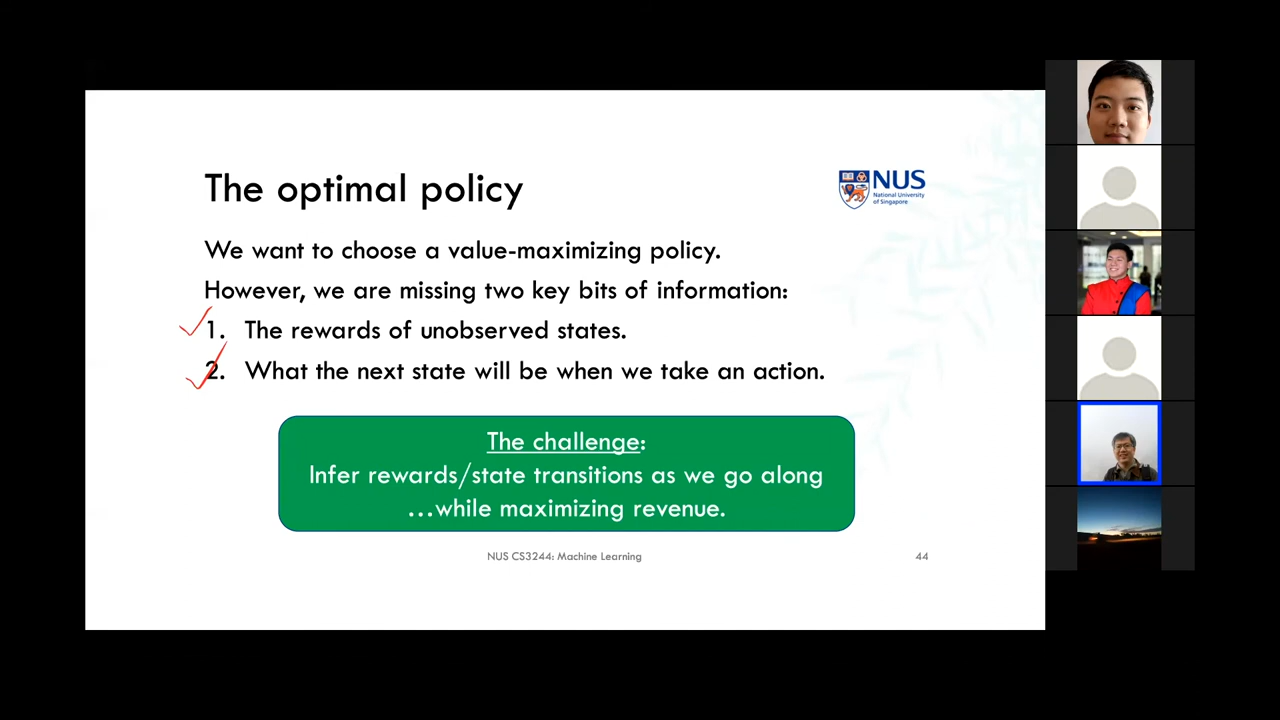 The optimal policy
NUS
National University
of Singapore
We want to choose a value-maximizing policy.
However, we are missing two key bits of information:
1. The rewards of unobserved states.
2. What the next state will be when we take an action.
The challenge:
Infer rewards/state transitions as we go along
...while maximizing revenue.
NUS CS3244: Machine Learning
44